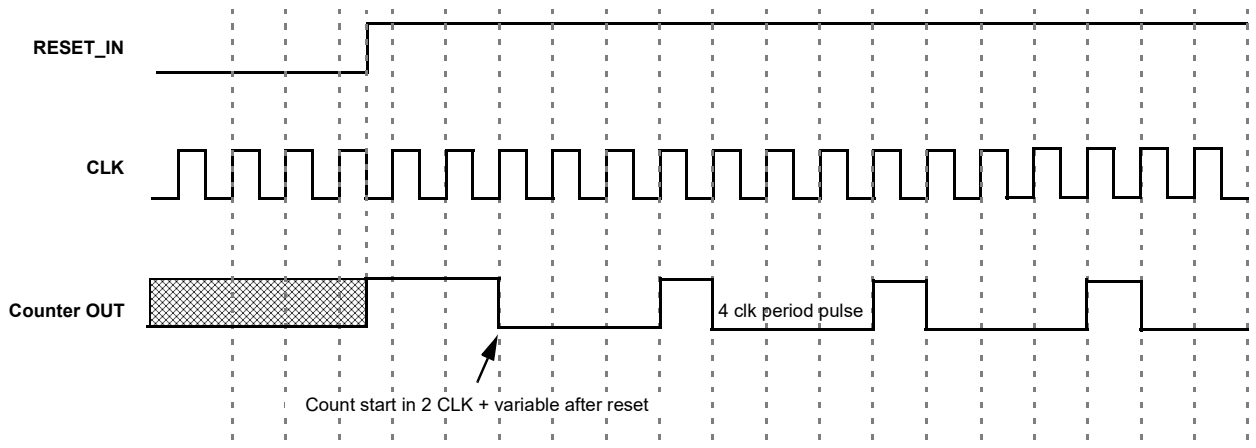 RESET_IN
CLK
Counter OUT
4 clk period pulse
Count start in 2 CLK + variable after reset